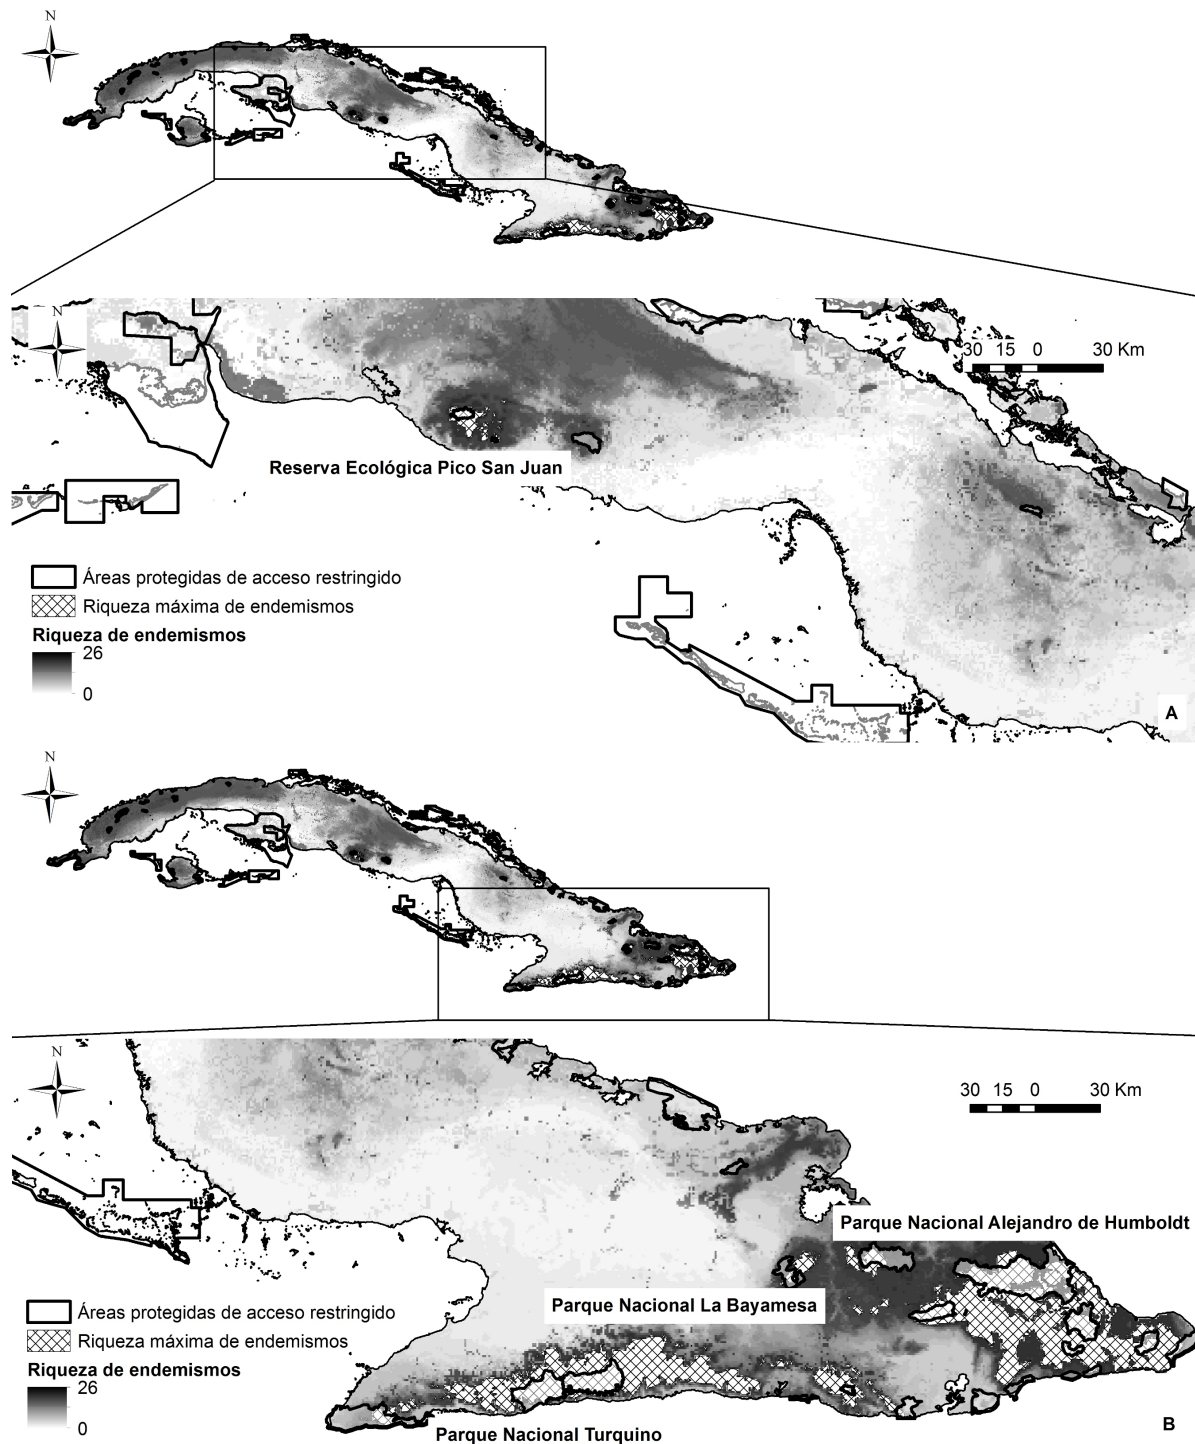 N
N
30 15 0 30 Km
Reserva Ecológica Pico San Juan
Áreas protegidas de acceso restringido
Riqueza máxima de endemismos
Riqueza de endemismos
26
0
A
N
N
30 15 0 30 Km
Parque Nacional Alejandro de Humboldt
Parque Nacional La Bayamesa
Áreas protegidas de acceso restringido
Riqueza máxima de endemismos
Riqueza de endemismos
26
0
Parque Nacional Turquino
B